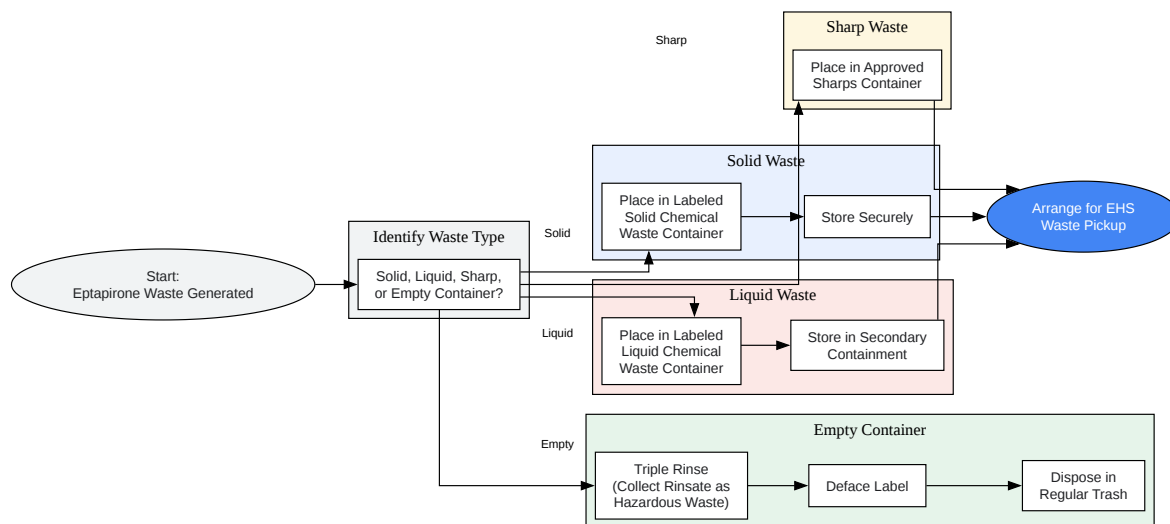 Sharp Waste
Sharp
Place in Approved
Sharps Container
Solid Waste
Place in Labeled
Solid Chemical
Waste Container
Store Securely
Arrange for EHS
Waste Pickup
Identify Waste Type
Solid
Start:
Eptapirone Waste Generated
Solid, Liquid, Sharp,
or Empty Container?
Liquid Waste
Liquid
Place in Labeled
Liquid Chemical
Waste Container
Store in Secondary
Containment
Empty Container
Empty
Triple Rinse
(Collect Rinsate as
Hazardous Waste)
Deface Label
Dispose in
Regular Trash